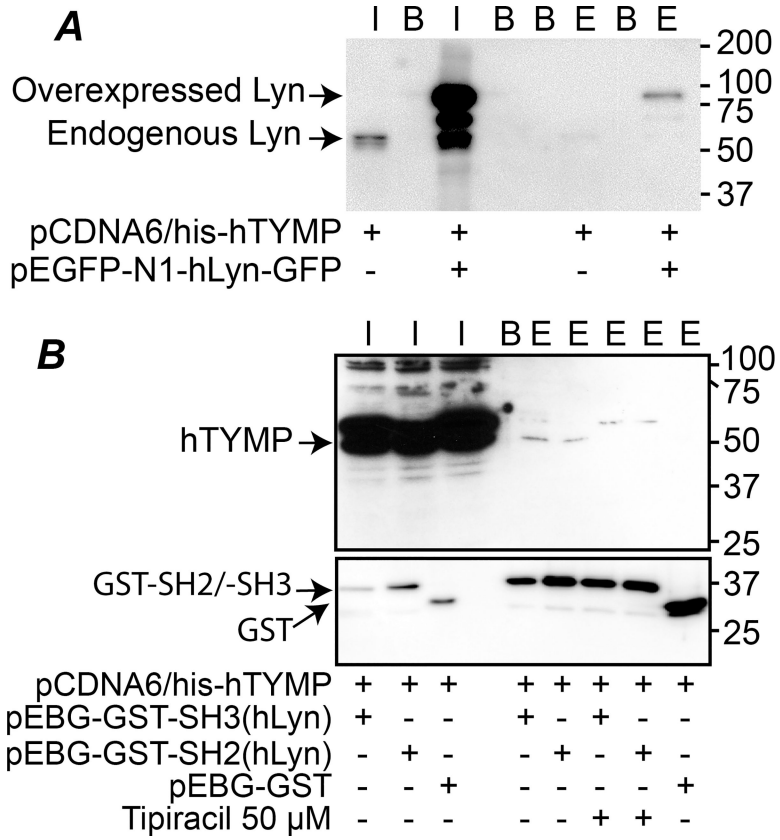 A
I B I B B E B E
200
Overexpressed Lyn
100
75
Endogenous Lyn
50
37
pCDNA6/his-hTYMP + + + +
pEGFP-N1-hLyn-GFP - + - +
B
I I I B E E E E E
100
75
hTYMP
50
37
25
GST-SH2/-SH3
37
GST
25
pCDNA6/his-hTYMP + + + + + + + +
pEBG-GST-SH3(hLyn) + - - + - + - -
pEBG-GST-SH2(hLyn) - + - - + - + -
pEBG-GST - - + - - - - +
Tipiracil 50 µM - - - - - + + -